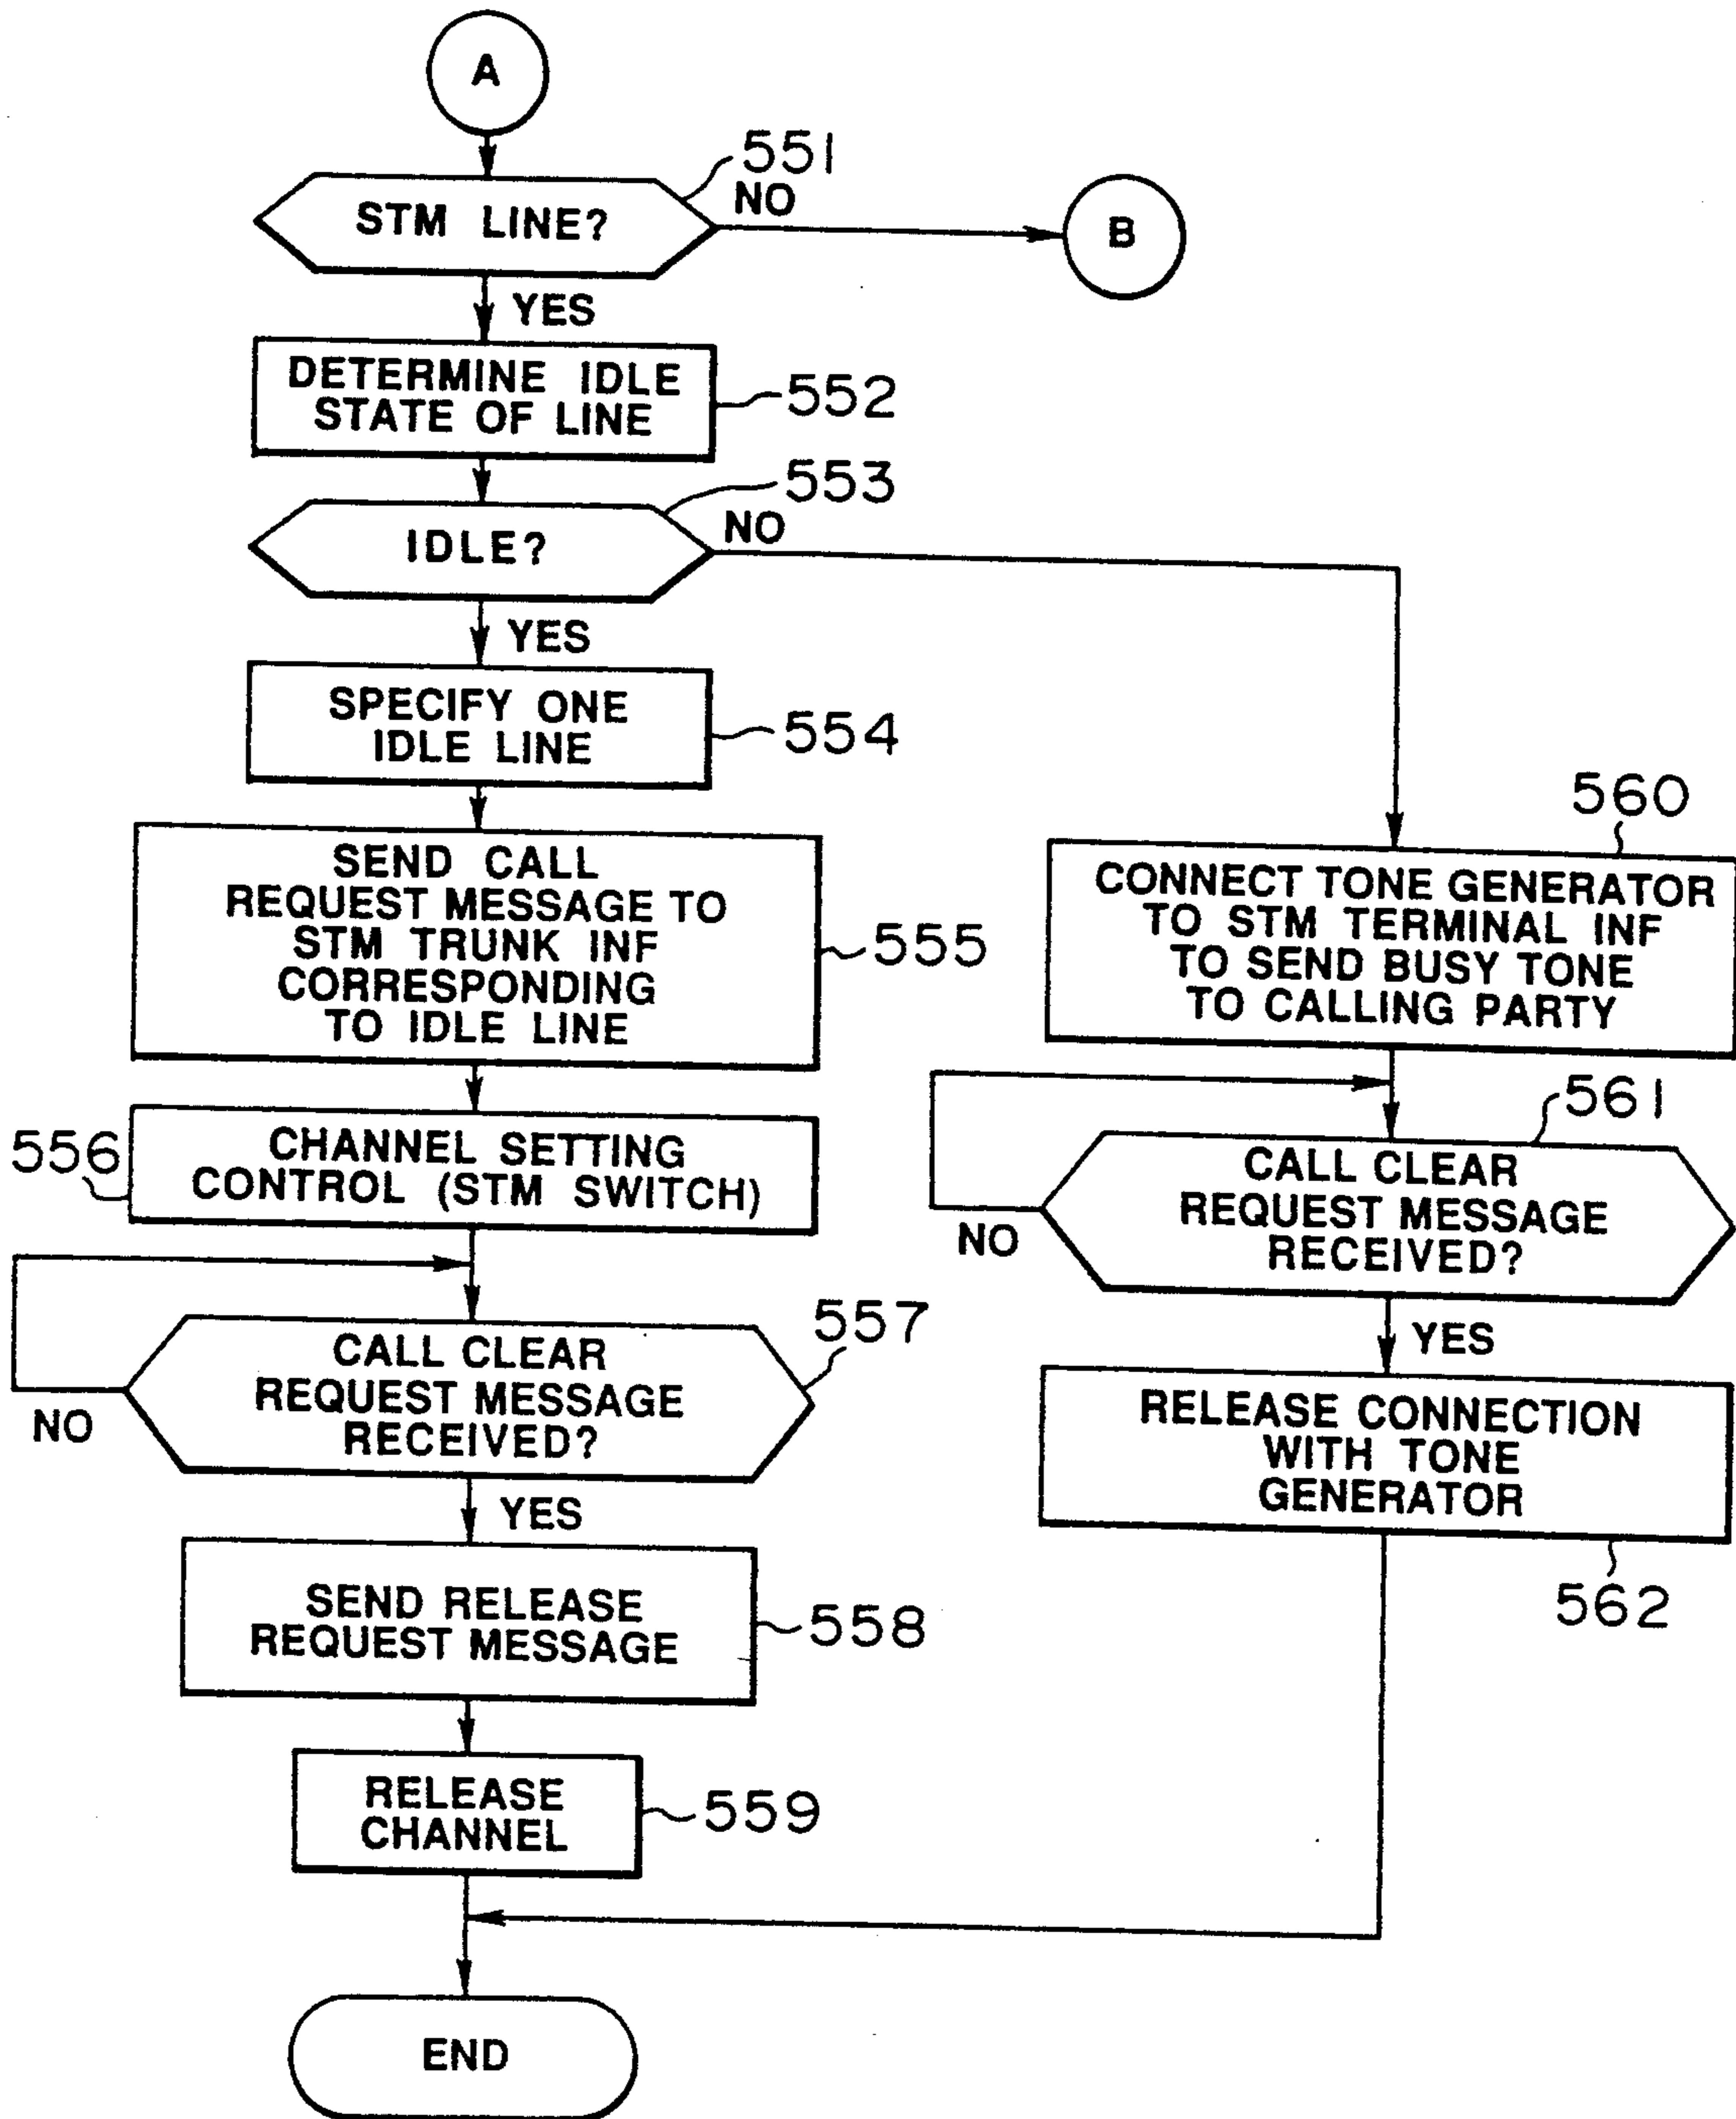 A
551
STM LINE?
NO
B
YES
DETERMINE IDLE
STATE OF LINE
552
553
IDLE?
NO
YES
SPECIFY ONE
IDLE LINE
554
SEND CALL
REQUEST MESSAGE TO
STM TRUNK INF
CORRESPONDING
TO IDLE LINE
555
556
CHANNEL SETTING
CONTROL (STM SWITCH)
557
CALL CLEAR
REQUEST MESSAGE
RECEIVED?
NO
YES
SEND RELEASE
REQUEST MESSAGE
558
RELEASE
CHANNEL
559
560
CONNECT TONE GENERATOR
TO STM TERMINAL INF
TO SEND BUSY TONE
TO CALLING PARTY
561
CALL CLEAR
REQUEST MESSAGE
RECEIVED?
NO
YES
RELEASE CONNECTION
WITH TONE
GENERATOR
562
END